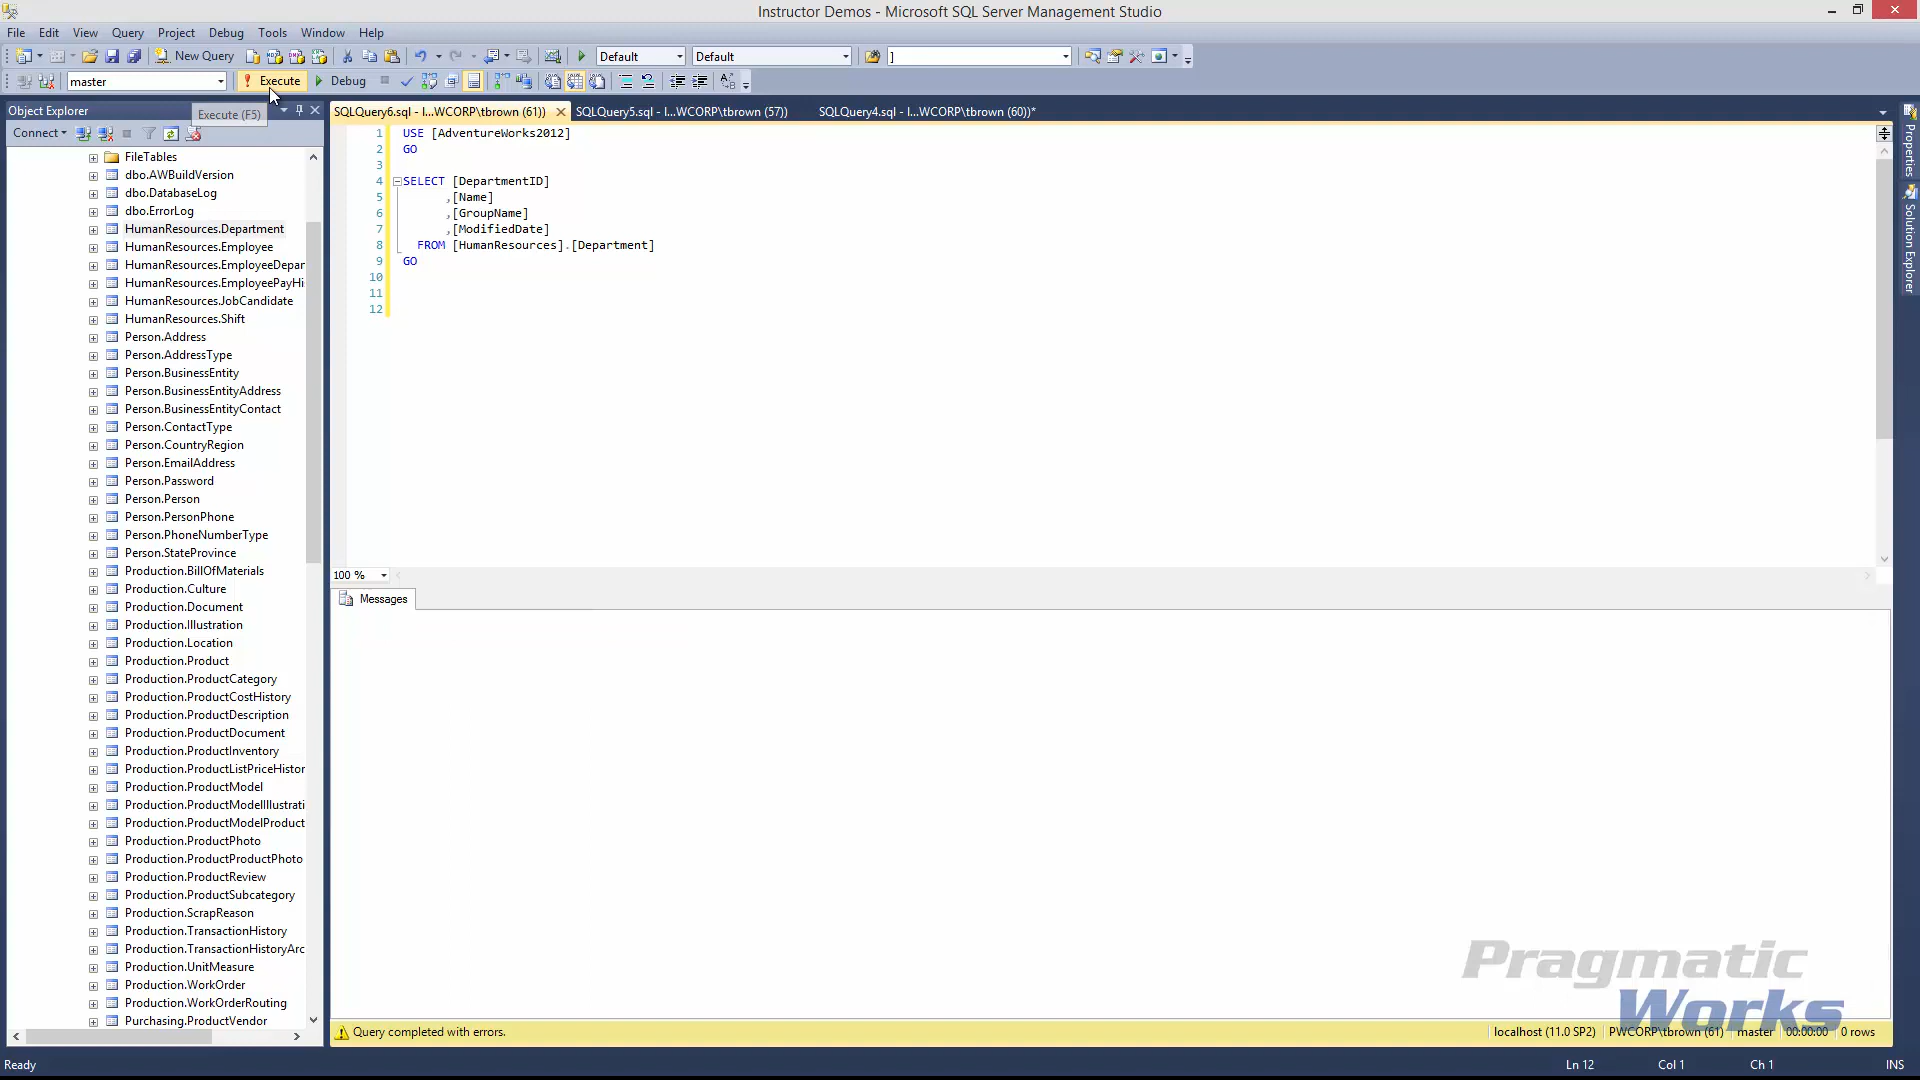 Instructor Demos - Microsoft SQL Server Management Studio
File Edit View Query Project Debug Tools Window Help
New Query Default Default ]
master Execute Debug
Object Explorer
Execute (F5)
Connect
FileTables
dbo.AWBuildVersion
dbo.DatabaseLog
dbo.ErrorLog
HumanResources.Department
HumanResources.Employee
HumanResources.EmployeeDepar
HumanResources.EmployeePayHi
HumanResources.JobCandidate
HumanResources.Shift
Person.Address
Person.AddressType
Person.BusinessEntity
Person.BusinessEntityAddress
Person.BusinessEntityContact
Person.ContactType
Person.CountryRegion
Person.EmailAddress
Person.Password
Person.Person
Person.PersonPhone
Person.PhoneNumberType
Person.StateProvince
Production.BillOfMaterials
Production.Culture
Production.Document
Production.Illustration
Production.Location
Production.Product
Production.ProductCategory
Production.ProductCostHistory
Production.ProductDescription
Production.ProductDocument
Production.ProductInventory
Production.ProductListPriceHistor
Production.ProductModel
Production.ProductModelIllustrati
Production.ProductModelProduct
Production.ProductPhoto
Production.ProductProductPhoto
Production.ProductReview
Production.ProductSubcategory
Production.ScrapReason
Production.TransactionHistory
Production.TransactionHistoryArc
Production.UnitMeasure
Production.WorkOrder
Production.WorkOrderRouting
Purchasing.ProductVendor
SQLQuery6.sql - l...WCORP\tbrown (61)) SQLQuery5.sql - l...WCORP\tbrown (57)) SQLQuery4.sql - l...WCORP\tbrown (60))*
1 USE [AdventureWorks2012]
2 GO
3
4 SELECT [DepartmentID]
5 ,[Name]
6 ,[GroupName]
7 ,[ModifiedDate]
8 FROM [HumanResources].[Department]
9 GO
10
11
12
100 %
Messages
Properties
Solution Explorer
Pragmatic
Works
Query completed with errors. localhost (11.0 SP2) PWCORP\tbrown (61) master 00:00:00 0 rows
Ready Ln 12 Col 1 Ch 1 INS